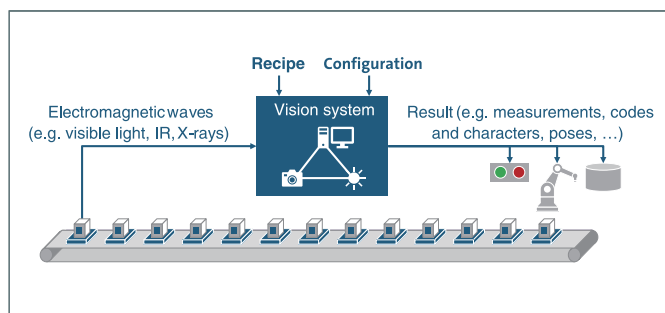 Recipe Configuration
Electromagnetic waves
(e.g. visible light, IR, X-rays)
Vision system
Result (e.g. measurements, codes
and characters, poses, ...)